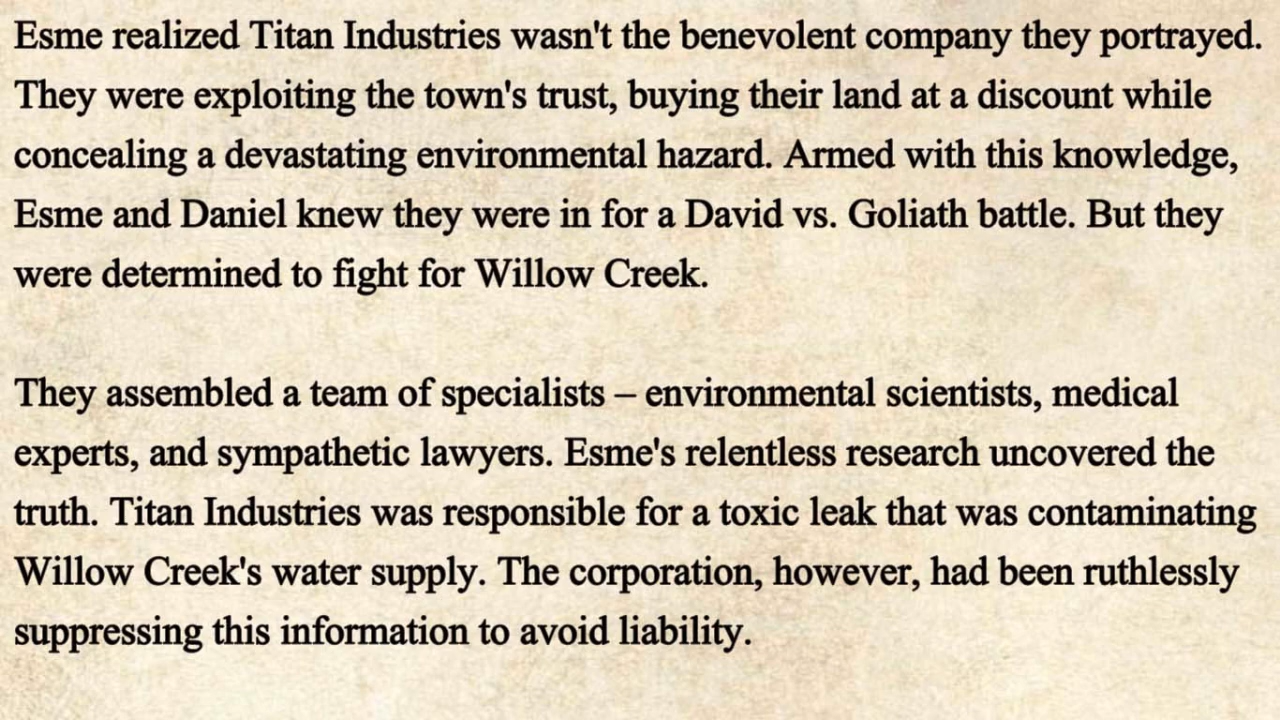 Esme realized Titan Industries wasn't the benevolent company they portrayed.
They were exploiting the town's trust, buying their land at a discount while
concealing a devastating environmental hazard. Armed with this knowledge,
Esme and Daniel knew they were in for a David vs. Goliath battle. But they
were determined to fight for Willow Creek.
They assembled a team of specialists – environmental scientists, medical
experts, and sympathetic lawyers. Esme's relentless research uncovered the
truth. Titan Industries was responsible for a toxic leak that was contaminating
Willow Creek's water supply. The corporation, however, had been ruthlessly
suppressing this information to avoid liability.